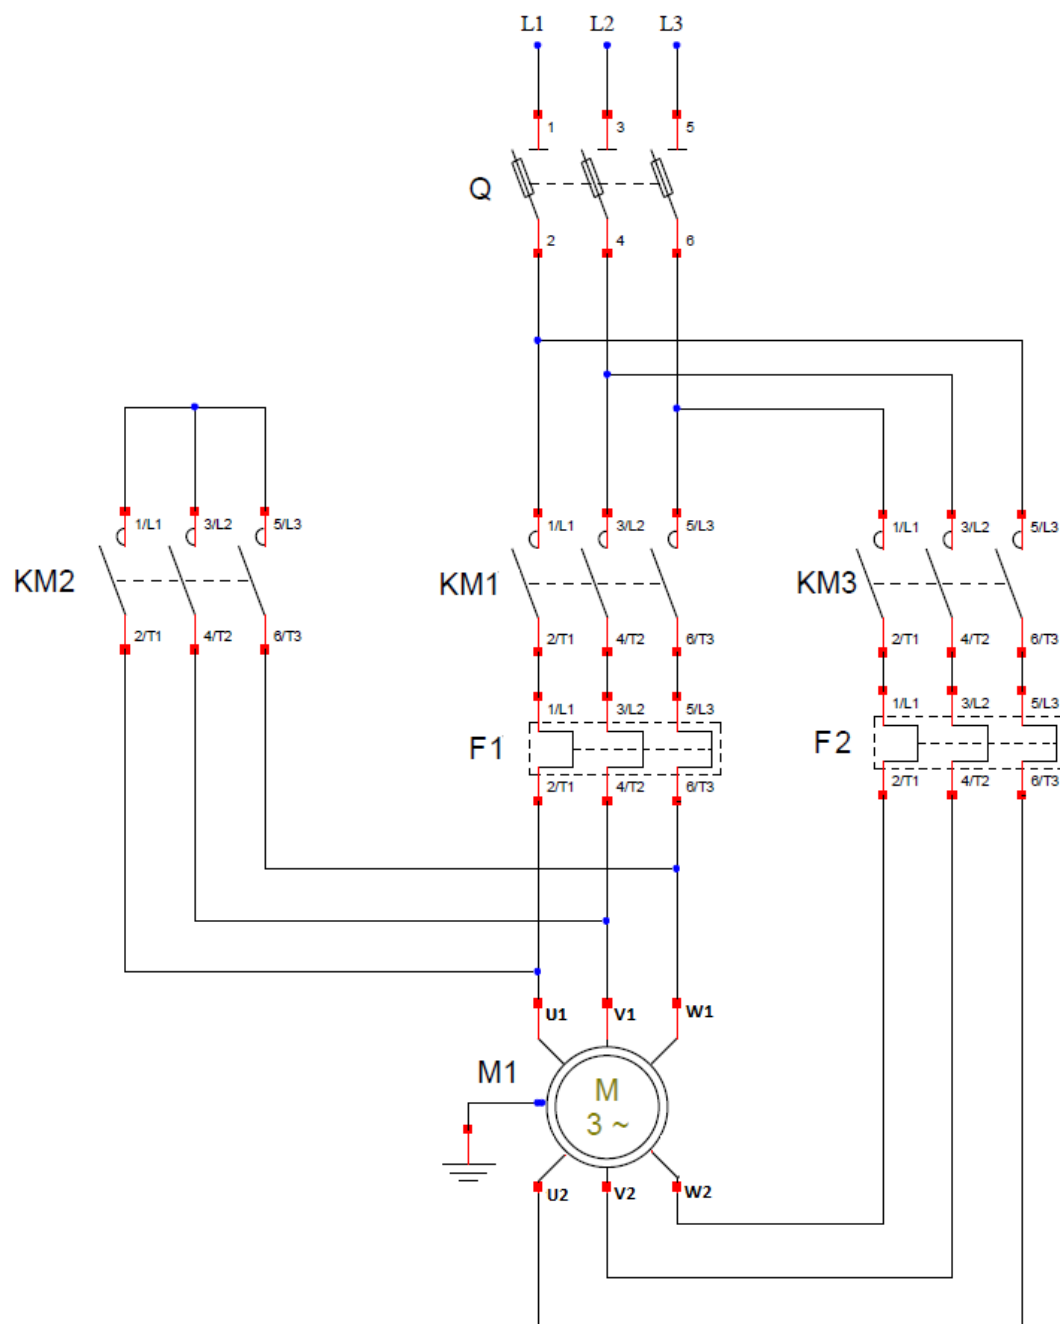 L1 L2 L3
1 3 5
Q
2 4 6
1/L1 3/L2 5/L3
1/L1 3/L2 5/L3
1/L1 3/L2 5/L3
KM2 KM1 KM3
2/T1 4/T2 6/T3
2/T1 4/T2 6/T3
2/T1 4/T2 6/T3
1/L1 3/L2 5/L3
1/L1 3/L2 5/L3
F1 F2
2/T1 4/T2 6/T3
2/T1 4/T2 6/T3
U1 V1 W1
M1
M
3 ~
U2 V2 W2